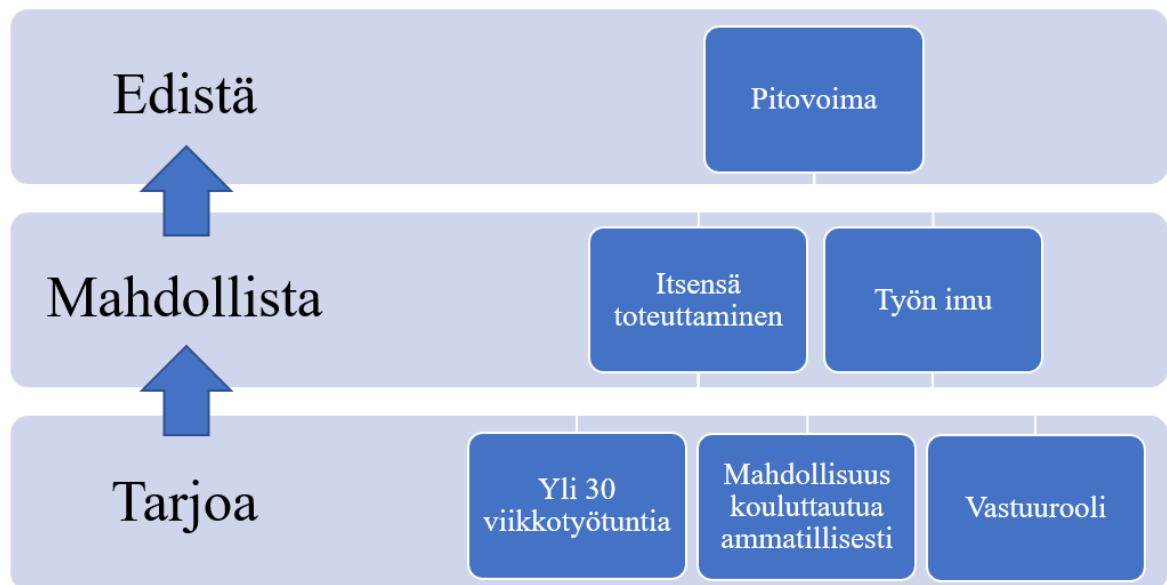 Edistä
Pitovoima
Mahdollista
Itsensä
toteuttaminen
Työn imu
Tarjoa
Yli 30
viikkotyötuntia
Mahdollisuus
kouluttautua
ammatillisesti
Vastuurooli